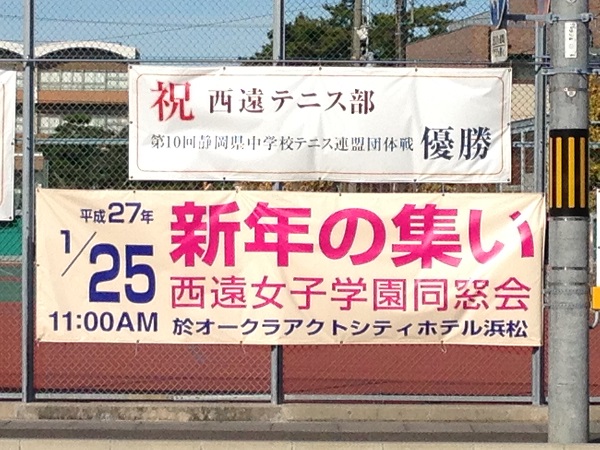 祝 西遠テニス部
第10回静岡県中学校テニス連盟団体戦 優勝
平成27年
1/25
11:00AM
新年の集い
西遠女子学園同窓会
於オークラアクトシティホテル浜松